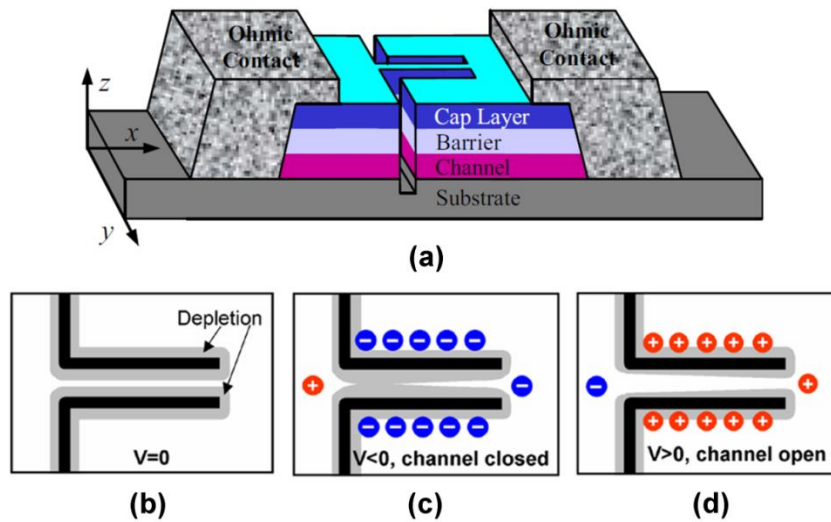 Ohmic
Contact
Ohmic
Contact
z
x
y
Cap Layer
Barrier
Channel
Substrate
(a)
Depletion
V=0
V<0, channel closed
V>0, channel open
(b)
(c)
(d)